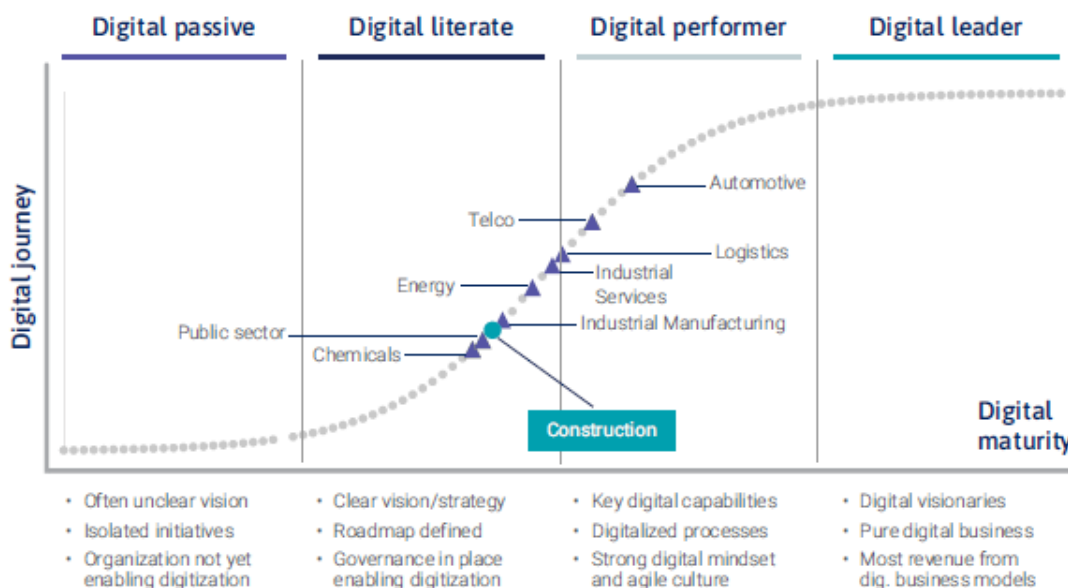 Digital passive
Digital literate
Digital performer
Digital leader
Digital journey
Automotive
Telco
Logistics
Industrial
Services
Energy
Industrial Manufacturing
Public sector
Chemicals
Construction
Digital
maturity
• Often unclear vision
• Isolated initiatives
• Organization not yet
enabling digitization
• Clear vision/strategy
• Roadmap defined
• Governance in place
enabling digitization
• Key digital capabilities
• Digitalized processes
• Strong digital mindset
and agile culture
• Digital visionaries
• Pure digital business
• Most revenue from
dig. business models